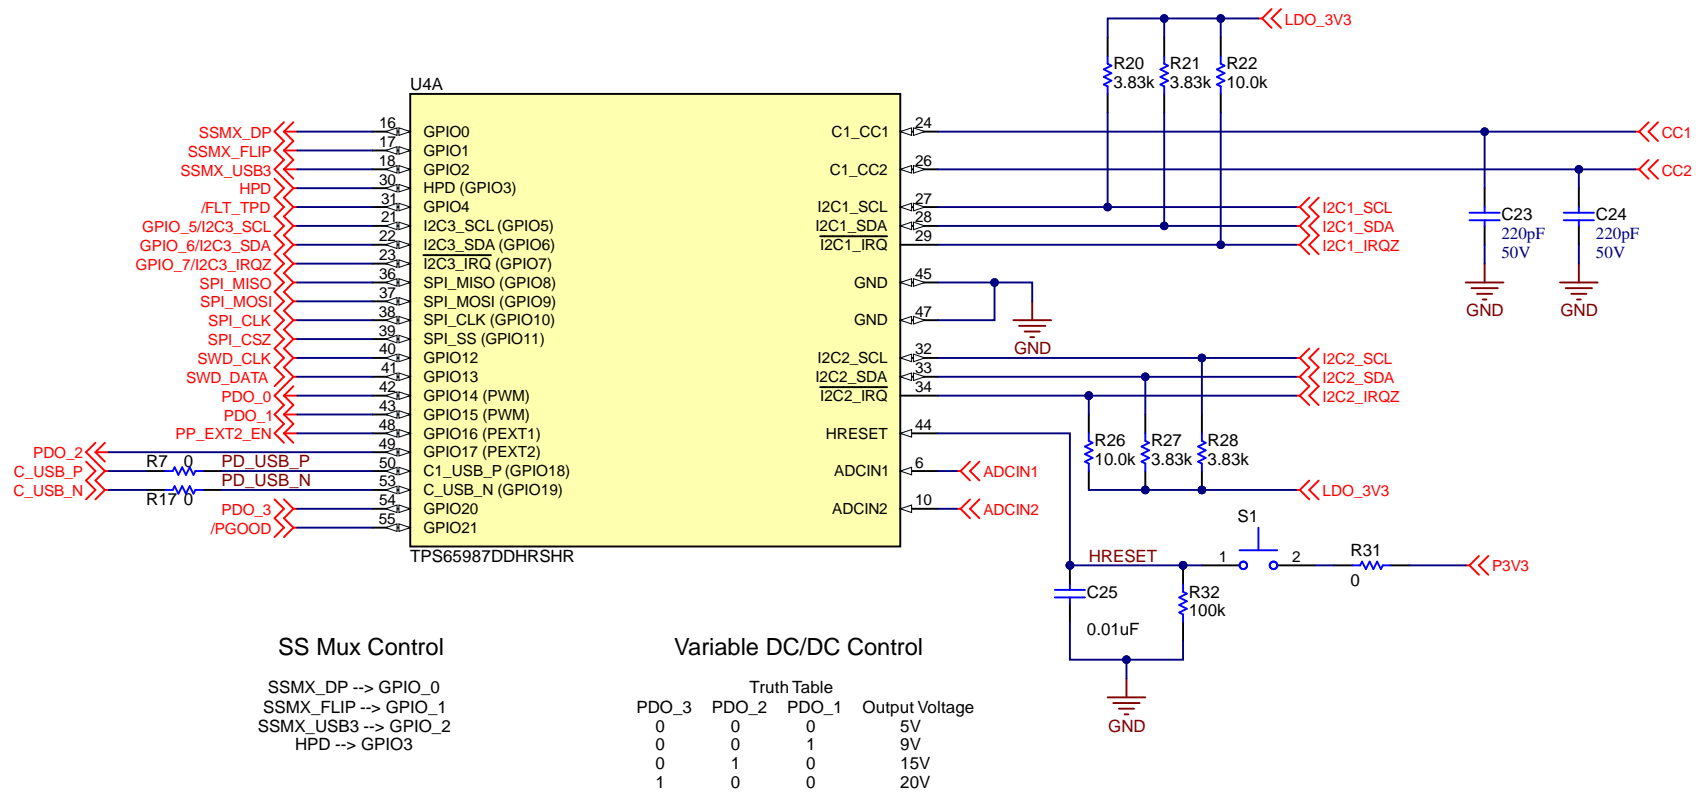 LDO_3V3
R20
3.83k
R21
3.83k
R22
10.0k
U4A
SSMX_DP 16 GPIO0
SSMX_FLIP 17 GPIO1
SSMX_USB3 18 GPIO2
HPD 30 HPD (GPIO3)
/FLT_TPD 31 GPIO4
GPIO_5/I2C3_SCL 21 I2C3_SCL (GPIO5)
GPIO_6/I2C3_SDA 22 I2C3_SDA (GPIO6)
GPIO_7/I2C3_IRQZ 23 I2C3_IRQ (GPIO7)
SPI_MISO 36 SPI_MISO (GPIO8)
SPI_MOSI 37 SPI_MOSI (GPIO9)
SPI_CLK 38 SPI_CLK (GPIO10)
SPI_CSZ 39 SPI_SS (GPIO11)
SWD_CLK 40 GPIO12
SWD_DATA 41 GPIO13
PDO_0 42 GPIO14 (PWM)
PDO_1 43 GPIO15 (PWM)
PP_EXT2_EN 48 GPIO16 (PEXT1)
PDO_2 49 GPIO17 (PEXT2)
C_USB_P R7 0 PD_USB_P 50 C1_USB_P (GPIO18)
C_USB_N R17 0 PD_USB_N 53 C_USB_N (GPIO19)
PDO_3 54 GPIO20
/PGOOD 55 GPIO21
TPS65987DDHRSHR
C1_CC1 24 CC1
C1_CC2 26 CC2
I2C1_SCL 27 I2C1_SCL
I2C1_SDA 28 I2C1_SDA
I2C1_IRQ 29 I2C1_IRQZ
GND 45
GND 47
GND
I2C2_SCL 32 I2C2_SCL
I2C2_SDA 33 I2C2_SDA
I2C2_IRQ 34 I2C2_IRQZ
HRESET 44
ADCIN1 6 ADCIN1
ADCIN2 10 ADCIN2
C23
220pF
50V
GND
C24
220pF
50V
GND
R26
10.0k
R27
3.83k
R28
3.83k
LDO_3V3
HRESET
S1
1 2
R31
0
P3V3
C25
0.01uF
R32
100k
GND
SS Mux Control
SSMX_DP --> GPIO_0
SSMX_FLIP --> GPIO_1
SSMX_USB3 --> GPIO_2
HPD --> GPIO3
Variable DC/DC Control
Truth Table
PDO_3 PDO_2 PDO_1 Output Voltage
0 0 0 5V
0 0 1 9V
0 1 0 15V
1 0 0 20V